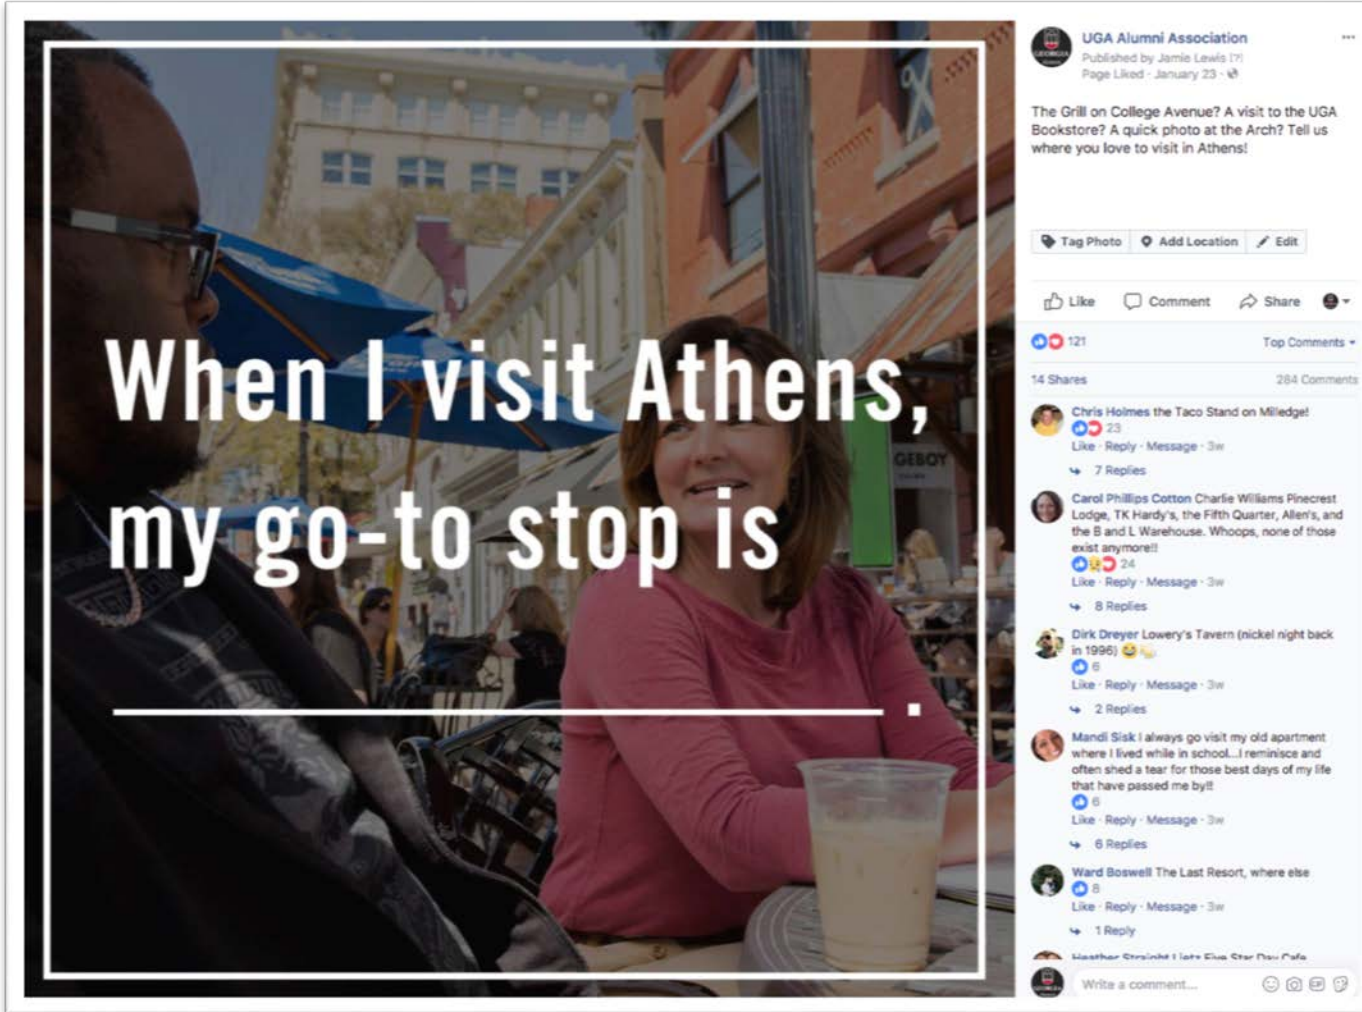 When I visit Athens,
my go-to stop is
.
GEBOY
UGA Alumni Association
Published by Jamie Lewis [?]
Page Liked · January 23 ·
The Grill on College Avenue? A visit to the UGA
Bookstore? A quick photo at the Arch? Tell us
where you love to visit in Athens!
Tag Photo Add Location Edit
Like Comment Share
121 Top Comments
14 Shares 284 Comments
Chris Holmes the Taco Stand on Milledge!
23
Like · Reply · Message · 3w
7 Replies
Carol Phillips Cotton Charlie Williams Pinecrest
Lodge, TK Hardy's, the Fifth Quarter, Allen's, and
the B and L Warehouse. Whoops, none of those
exist anymore!!
24
Like · Reply · Message · 3w
8 Replies
Dirk Dreyer Lowery's Tavern (nickel night back
in 1996) 😂🍻
6
Like · Reply · Message · 3w
2 Replies
Mandi Sisk I always go visit my old apartment
where I lived while in school...I reminisce and
often shed a tear for those best days of my life
that have passed me by!!
6
Like · Reply · Message · 3w
6 Replies
Ward Boswell The Last Resort, where else
8
Like · Reply · Message · 3w
1 Reply
Heather Straight Lietz Five Star Day Cafe
Write a comment...
GIF